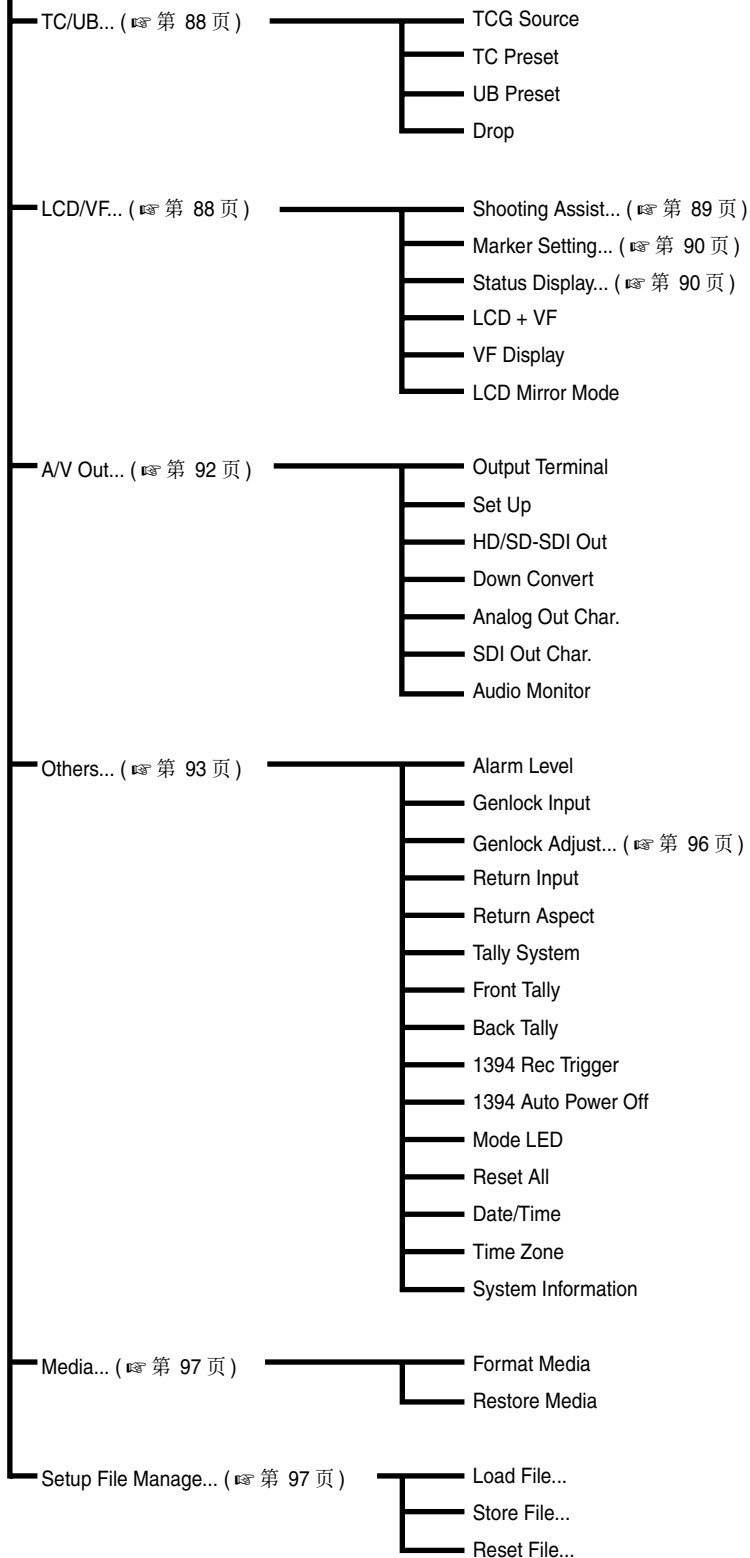 TC/UB... ( ☞ 第 88 页 )
TCG Source
TC Preset
UB Preset
Drop
LCD/VF... ( ☞ 第 88 页 )
Shooting Assist... ( ☞ 第 89 页 )
Marker Setting... ( ☞ 第 90 页 )
Status Display... ( ☞ 第 90 页 )
LCD + VF
VF Display
LCD Mirror Mode
A/V Out... ( ☞ 第 92 页 )
Output Terminal
Set Up
HD/SD-SDI Out
Down Convert
Analog Out Char.
SDI Out Char.
Audio Monitor
Others... ( ☞ 第 93 页 )
Alarm Level
Genlock Input
Genlock Adjust... ( ☞ 第 96 页 )
Return Input
Return Aspect
Tally System
Front Tally
Back Tally
1394 Rec Trigger
1394 Auto Power Off
Mode LED
Reset All
Date/Time
Time Zone
System Information
Media... ( ☞ 第 97 页 )
Format Media
Restore Media
Setup File Manage... ( ☞ 第 97 页 )
Load File...
Store File...
Reset File...